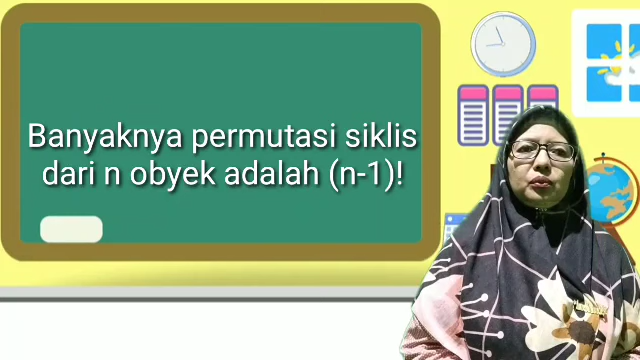 Banyaknya permutasi siklis
dari n obyek adalah (n-1)!